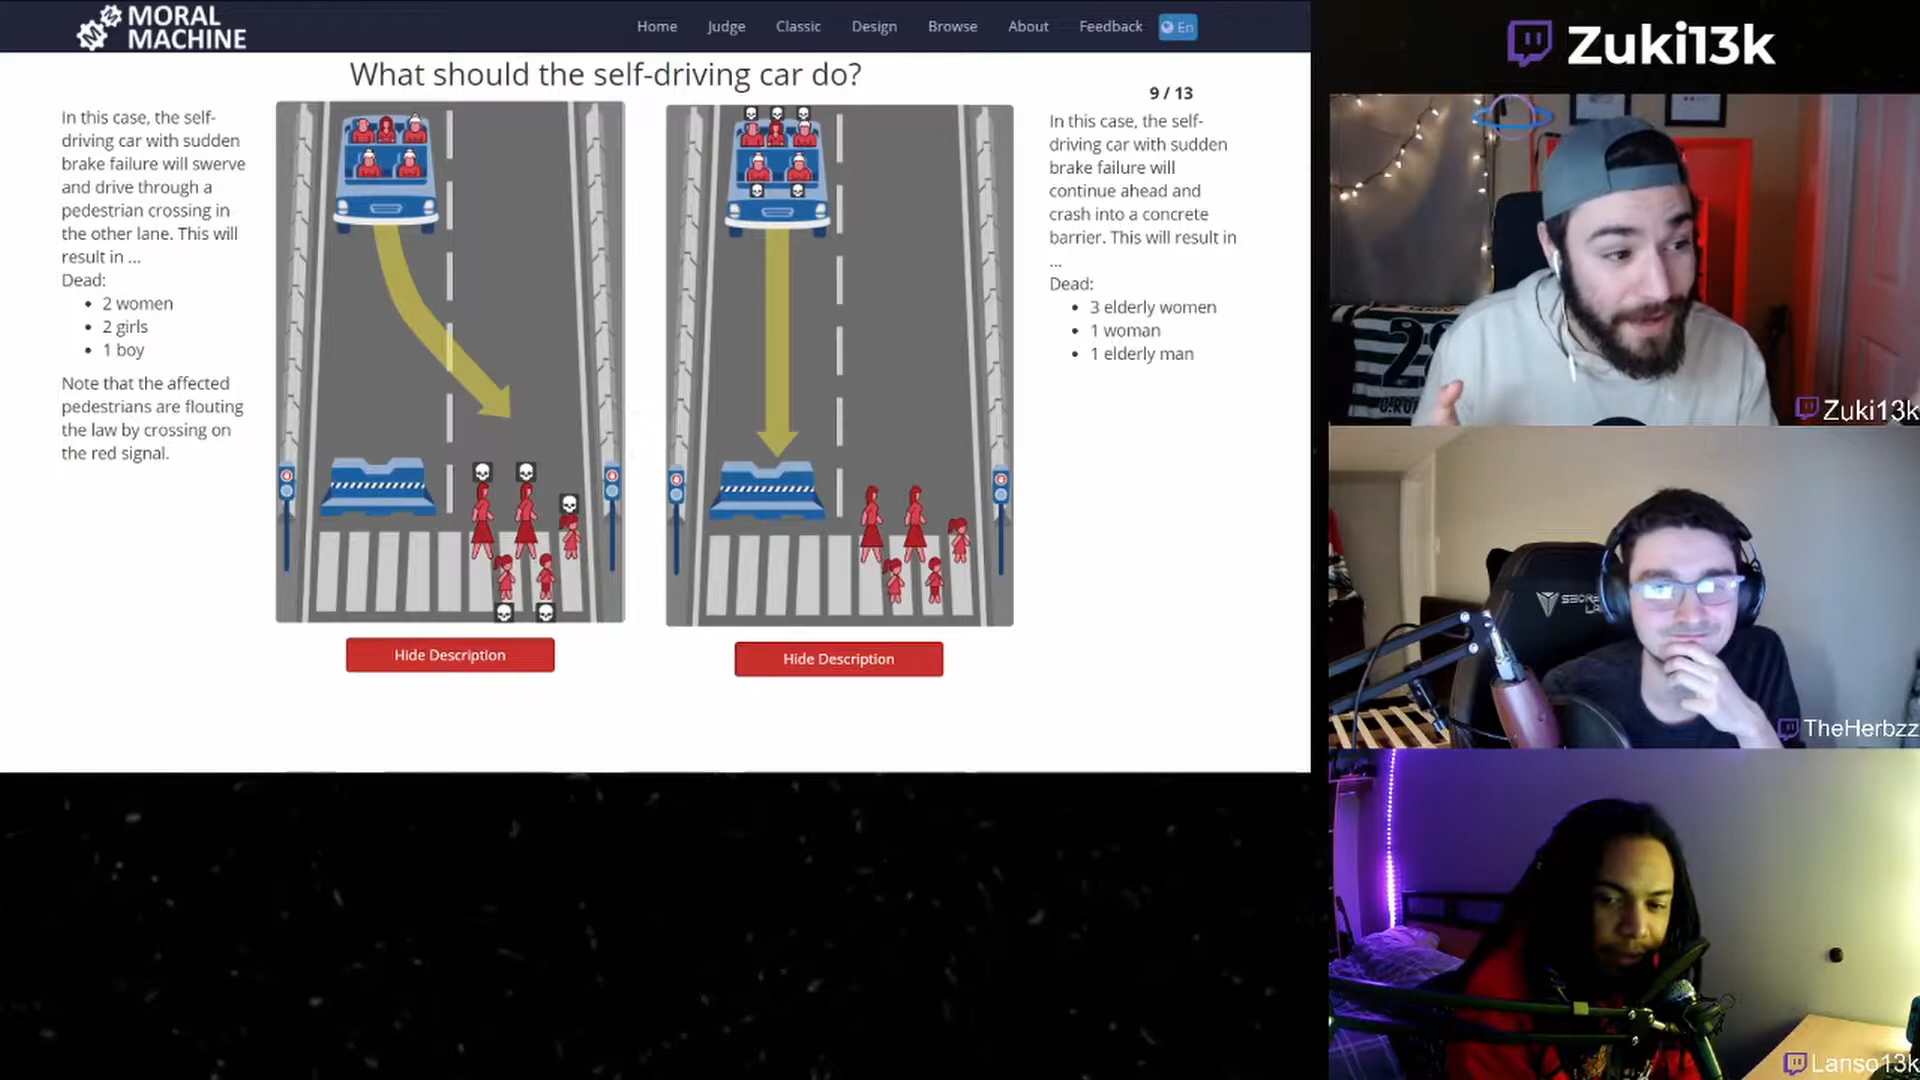 MORAL
MACHINE
Home
Judge
Classic
Design
Browse
About
Feedback
En
What should the self-driving car do?
9 / 13
In this case, the self-
driving car with sudden
brake failure will swerve
and drive through a
pedestrian crossing in
the other lane. This will
result in ...
Dead:
• 2 women
• 2 girls
• 1 boy
Note that the affected
pedestrians are flouting
the law by crossing on
the red signal.
Hide Description
Hide Description
In this case, the self-
driving car with sudden
brake failure will
continue ahead and
crash into a concrete
barrier. This will result in
...
Dead:
• 3 elderly women
• 1 woman
• 1 elderly man
Zuki13k
Zuki13k
TheHerbzz
Lanso13k